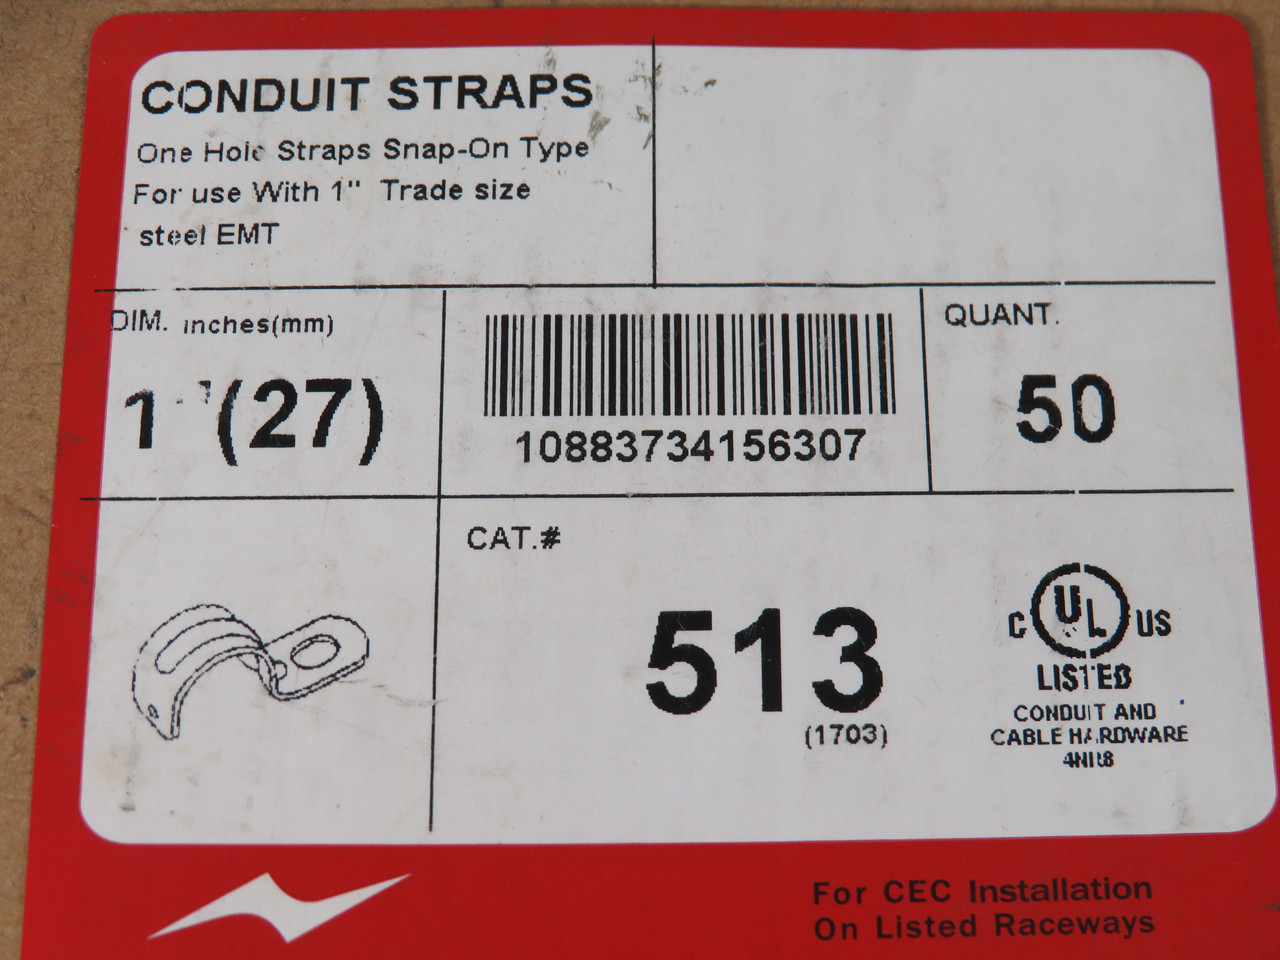 CONDUIT STRAPS
One Hole Straps Snap-On Type
For use With 1" Trade size
steel EMT
DIM. inches(mm)
1" (27)
10883734156307
QUANT.
50
CAT.#
513
(1703)
C UL US
LISTED
CONDUIT AND
CABLE HARDWARE
For CEC Installation
On Listed Raceways